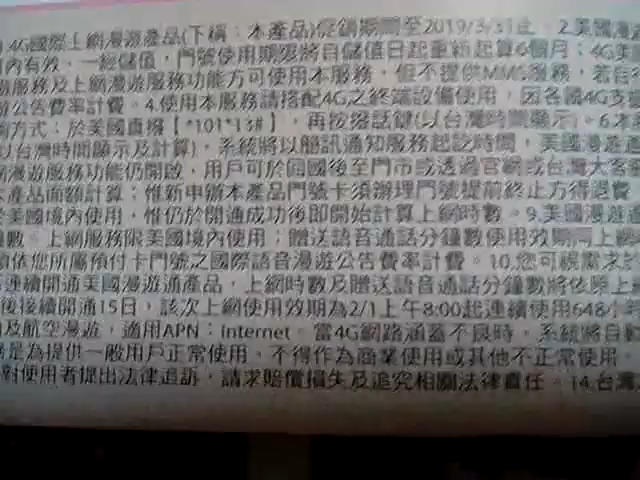 4G國際上網漫遊產品(下稱：本產品)促銷期間至2019/3/31止。2.美國漫遊
內有效，一經儲值，門號使用期限將自儲值日起重新起算6個月；4G美
服務及上網漫遊服務功能方可使用本服務，但不提供MMS服務，若自
遊公告費率計費。4.使用本服務請搭配4G之終端設備使用，因各國4G支
方式：於美國直撥【*101*13#】，再按撥話鍵(以台灣時間顯示)。6.本
以台灣時間顯示及計算)，系統將以簡訊通知服務起訖時間，美國漫遊通
網漫遊服務功能仍開啟，用戶可於回國後至門市或透過官網或台灣大客
本產品面額計算；惟新申辦本產品門號卡須辦理門號提前終止方得退費
於美國境內使用，惟仍於開通成功後即開始計算上網時數。9.美國漫遊
數。上網服務限美國境內使用；贈送語音通話分鐘數使用效期同上網
依您所屬預付卡門號之國際語音漫遊公告費率計費。10.您可視需求
連續開通美國漫遊通產品，上網時數及贈送語音通話分鐘數將依序上
後後續開通15日，該次上網使用效期為2/1上午8:00起連續使用648小
及航空漫遊，適用APN：Internet。當4G網路涵蓋不良時，系統將自動
是為提供一般用戶正常使用，不得作為商業使用或其他不正常使用，
對使用者提出法律追訴，請求賠償損失及追究相關法律責任。14.台灣